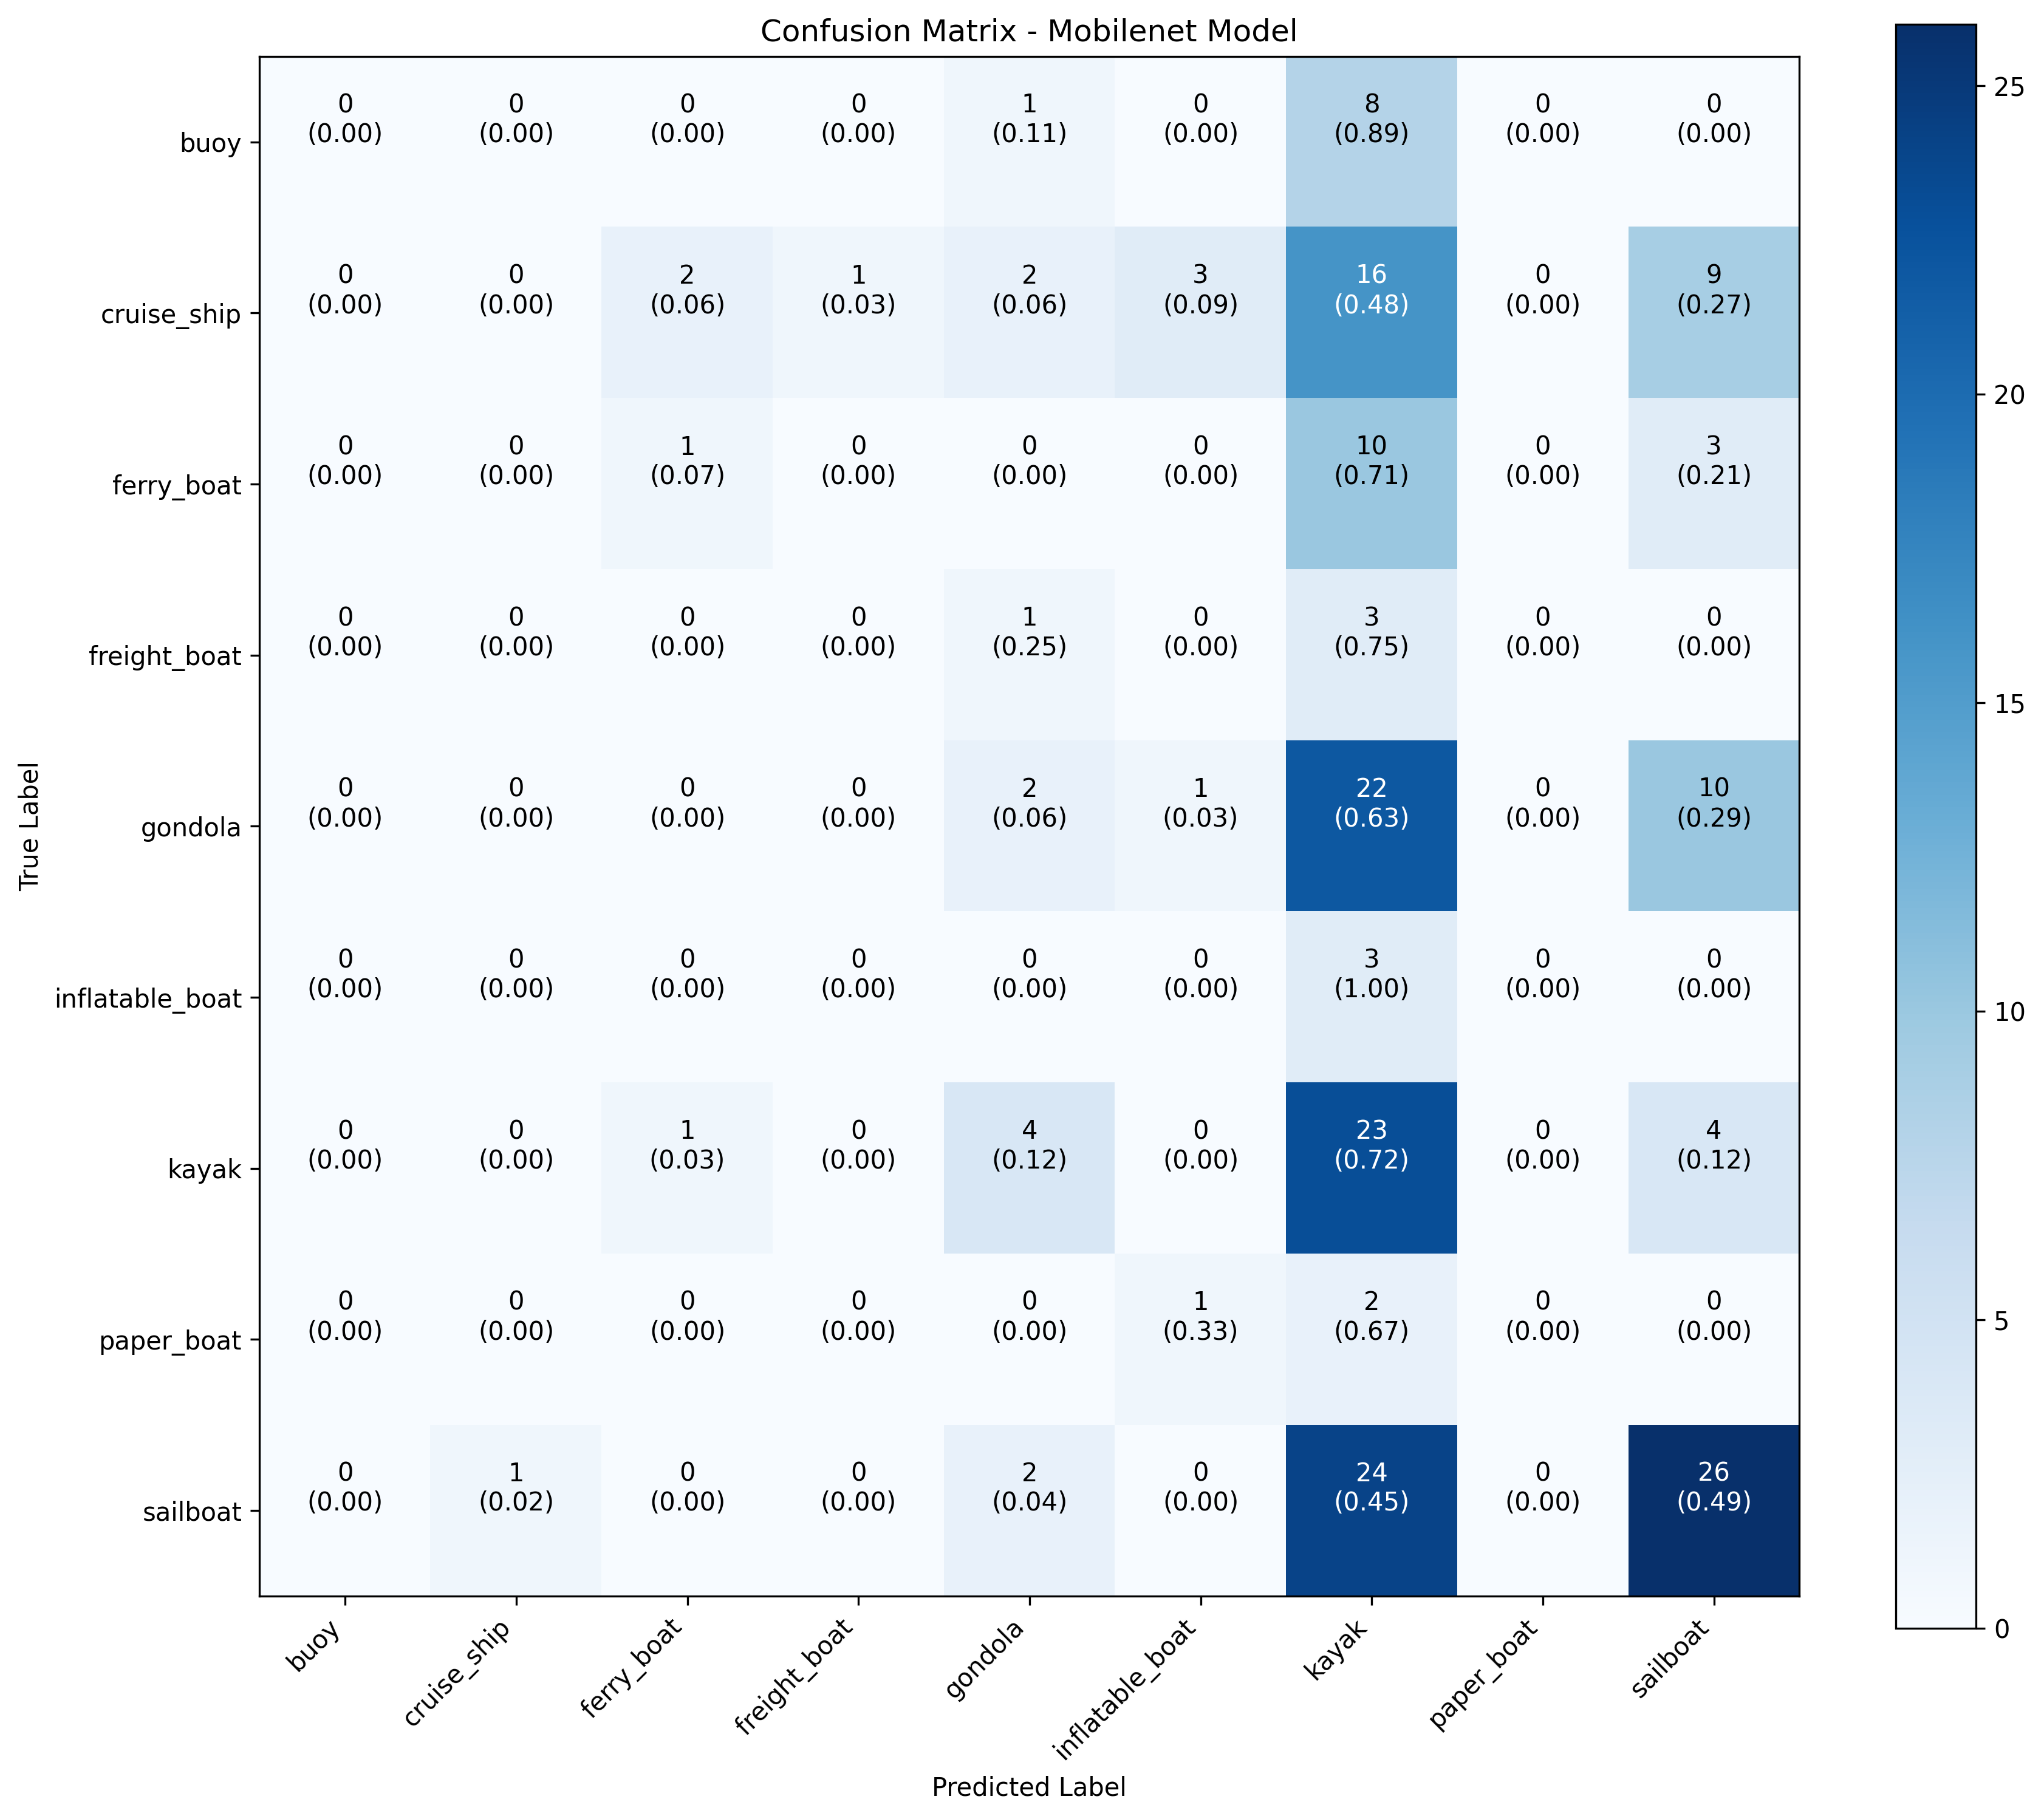 Confusion Matrix - Mobilenet Model
True Label
buoy
0 0 0 0 1 0 8 0 0
(0.00) (0.00) (0.00) (0.00) (0.11) (0.00) (0.89) (0.00) (0.00)
cruise_ship
0 0 2 1 2 3 16 0 9
(0.00) (0.00) (0.06) (0.03) (0.06) (0.09) (0.48) (0.00) (0.27)
ferry_boat
0 0 1 0 0 0 10 0 3
(0.00) (0.00) (0.07) (0.00) (0.00) (0.00) (0.71) (0.00) (0.21)
freight_boat
0 0 0 0 1 0 3 0 0
(0.00) (0.00) (0.00) (0.00) (0.25) (0.00) (0.75) (0.00) (0.00)
gondola
0 0 0 0 2 1 22 0 10
(0.00) (0.00) (0.00) (0.00) (0.06) (0.03) (0.63) (0.00) (0.29)
inflatable_boat
0 0 0 0 0 0 3 0 0
(0.00) (0.00) (0.00) (0.00) (0.00) (0.00) (1.00) (0.00) (0.00)
kayak
0 0 1 0 4 0 23 0 4
(0.00) (0.00) (0.03) (0.00) (0.12) (0.00) (0.72) (0.00) (0.12)
paper_boat
0 0 0 0 0 1 2 0 0
(0.00) (0.00) (0.00) (0.00) (0.00) (0.33) (0.67) (0.00) (0.00)
sailboat
0 1 0 0 2 0 24 0 26
(0.00) (0.02) (0.00) (0.00) (0.04) (0.00) (0.45) (0.00) (0.49)
buoy
cruise_ship
ferry_boat
freight_boat
gondola
inflatable_boat
kayak
paper_boat
sailboat
Predicted Label
25
20
15
10
5
0